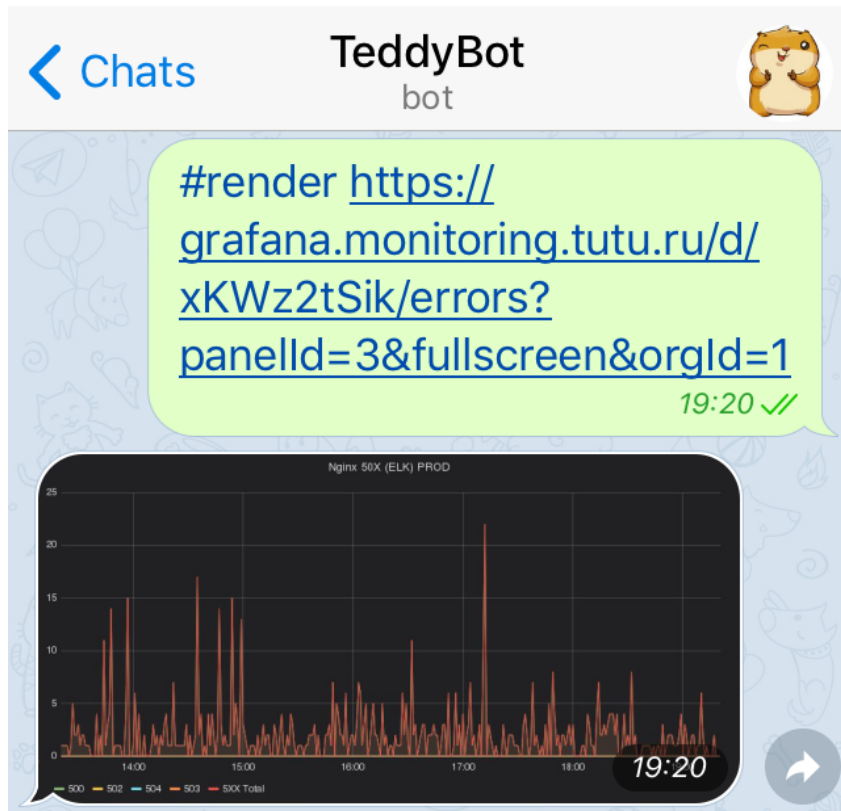 Chats
TeddyBot
bot
#render https://
grafana.monitoring.tutu.ru/d/
xKWz2tSik/errors?
panelId=3&fullscreen&orgId=1
19:20
Nginx 50X (ELK) PROD
25
20
15
10
5
0
14:00 15:00 16:00 17:00 18:00
19:20
500 502 504 503 5XX Total